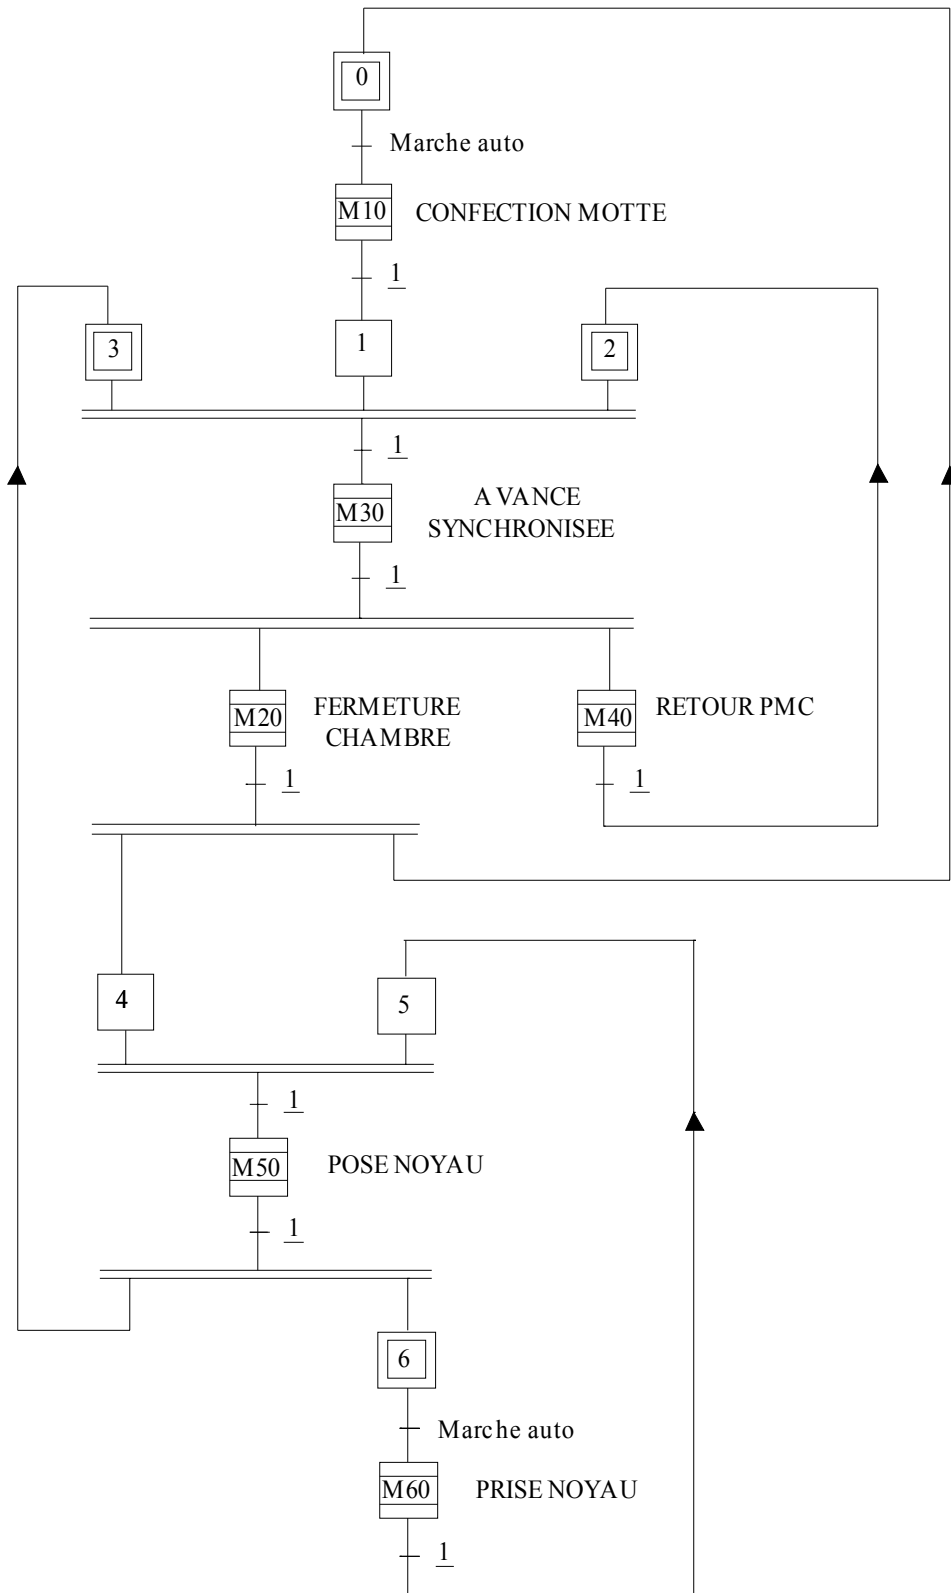 0
Marche auto
M10 CONFECTION MOTTE
1
3 1 2
1
M30 AVANCE
SYNCHRONISEE
1
M20 FERMETURE
CHAMBRE
M40 RETOUR PMC
1 1
4 5
1
M50 POSE NOYAU
1
6
Marche auto
M60 PRISE NOYAU
1